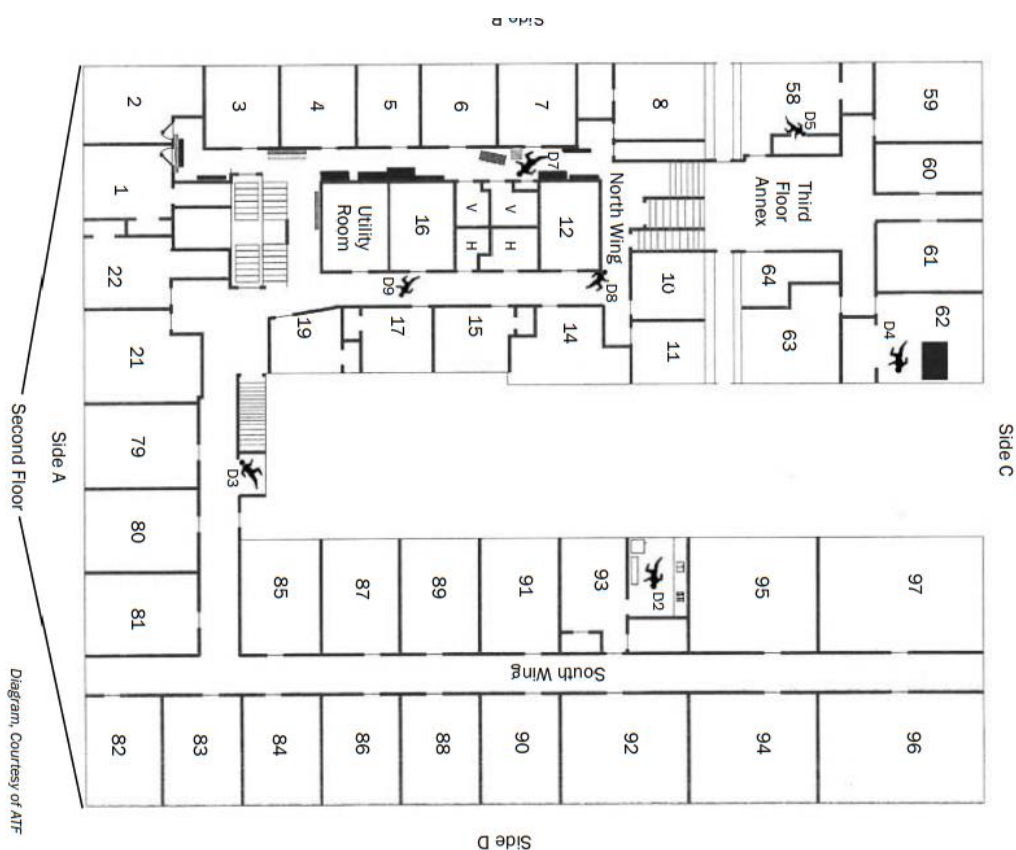 Side B
2
3
4
5
6
7
8
58
D5
59
60
D7
1
North Wing
Third
Floor
Annex
Utility
Room
16
V
V
H
H
12
61
22
D9
D8
10
64
62
D4
21
19
17
15
14
11
63
Side A
Second Floor
Side C
79
D3
80
81
85
87
89
91
93
D2
95
97
South Wing
82
83
84
86
88
90
92
94
96
Side D
Diagram, Courtesy of ATF